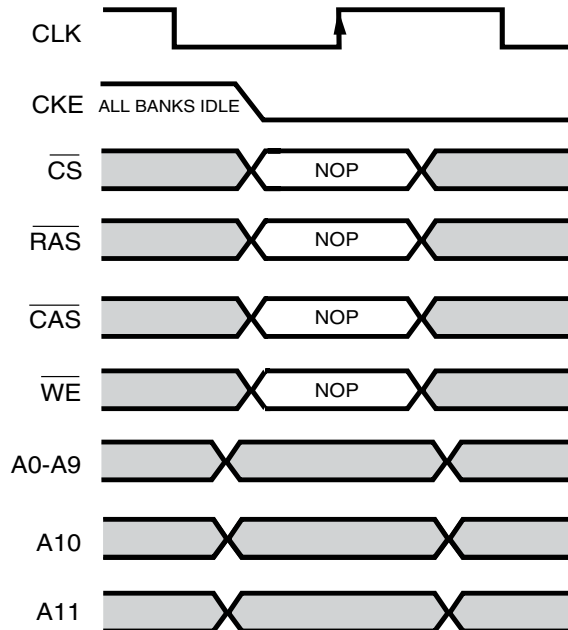 CLK
CKE ALL BANKS IDLE
CS NOP
RAS NOP
CAS NOP
WE NOP
A0-A9
A10
A11